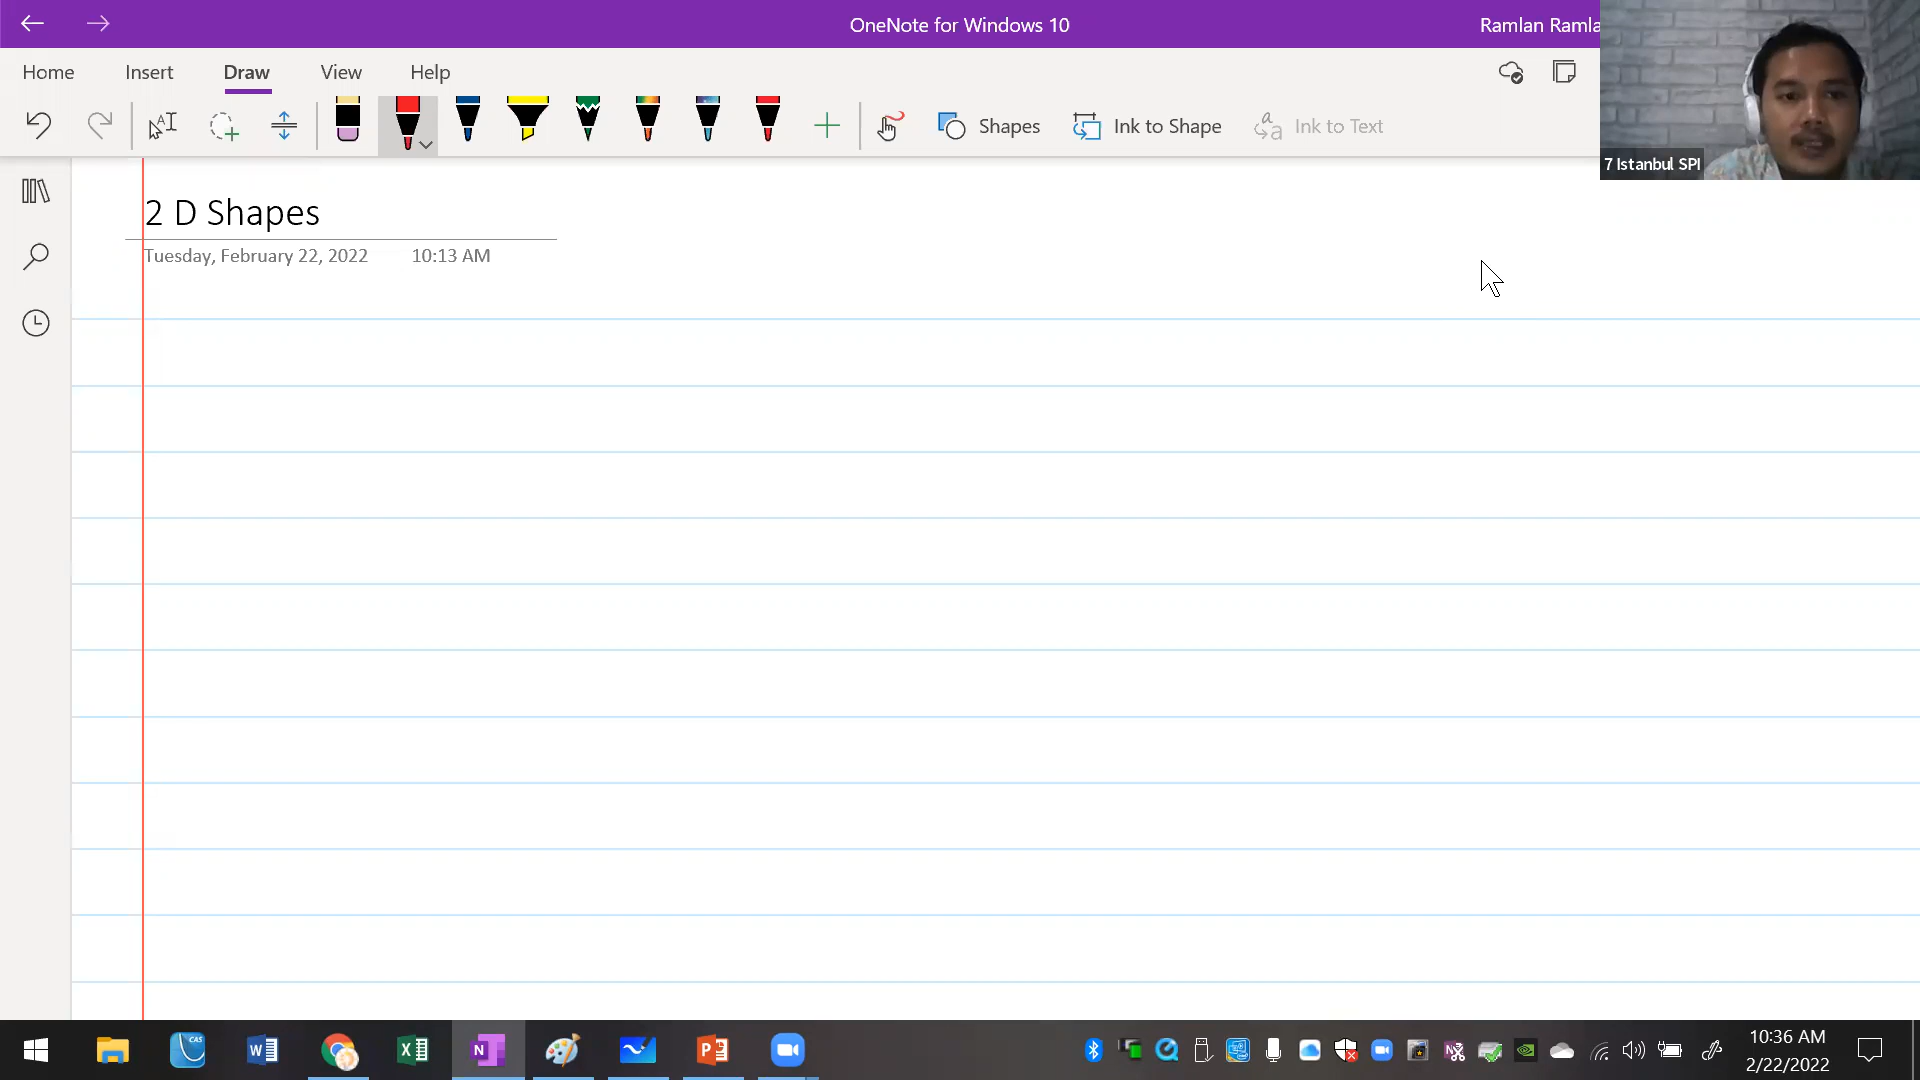 OneNote for Windows 10
Ramlan Ramla
Home Insert Draw View Help
Shapes Ink to Shape Ink to Text
7 Istanbul SPI
2 D Shapes
Tuesday, February 22, 2022 10:13 AM
10:36 AM
2/22/2022